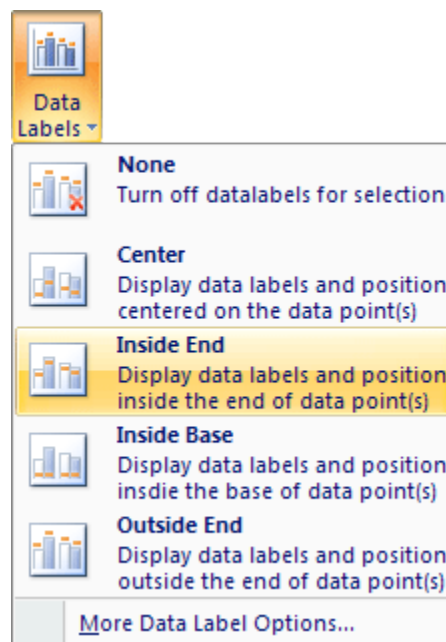 Data
Labels
None
Turn off datalabels for selection
Center
Display data labels and position
centered on the data point(s)
Inside End
Display data labels and position
inside the end of data point(s)
Inside Base
Display data labels and position
insdie the base of data point(s)
Outside End
Display data labels and position
outside the end of data point(s)
More Data Label Options...